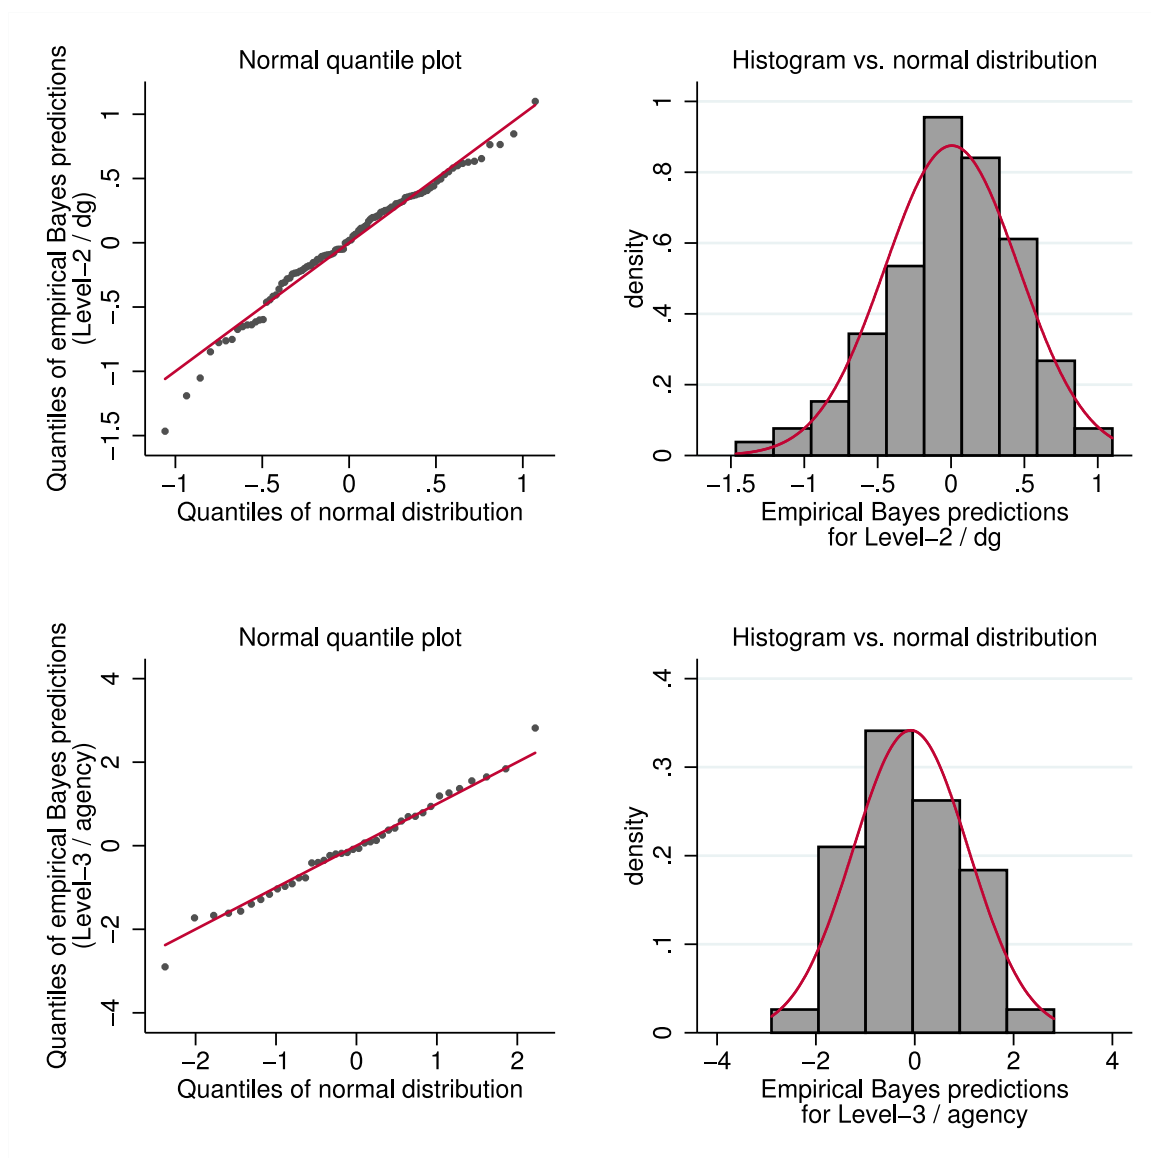 Normal quantile plot
Quantiles of empirical Bayes predictions
(Level−2 / dg)
1
.5
0
−.5
−1
−1.5
−1
−.5
0
.5
1
Quantiles of normal distribution
Histogram vs. normal distribution
density
1
.8
.6
.4
.2
0
−1.5
−1
−.5
0
.5
1
Empirical Bayes predictions
for Level−2 / dg
Normal quantile plot
Quantiles of empirical Bayes predictions
(Level−3 / agency)
4
2
0
−2
−4
−2
−1
0
1
2
Quantiles of normal distribution
Histogram vs. normal distribution
density
.4
.3
.2
.1
0
−4
−2
0
2
4
Empirical Bayes predictions
for Level−3 / agency